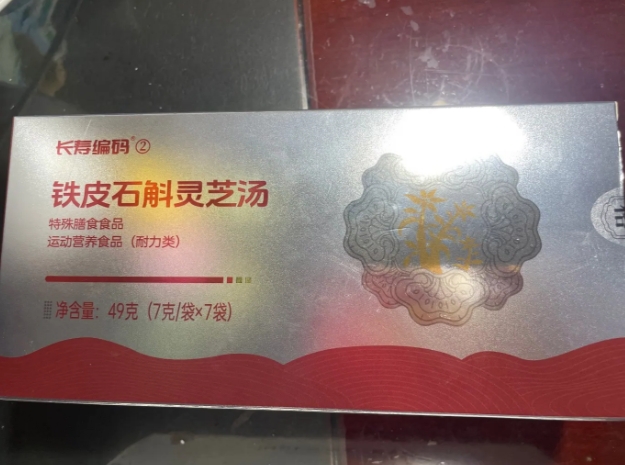 长寿编码®②
铁皮石斛灵芝汤
特殊膳食食品
运动营养食品（耐力类）
净含量：49克（7克/袋×7袋）